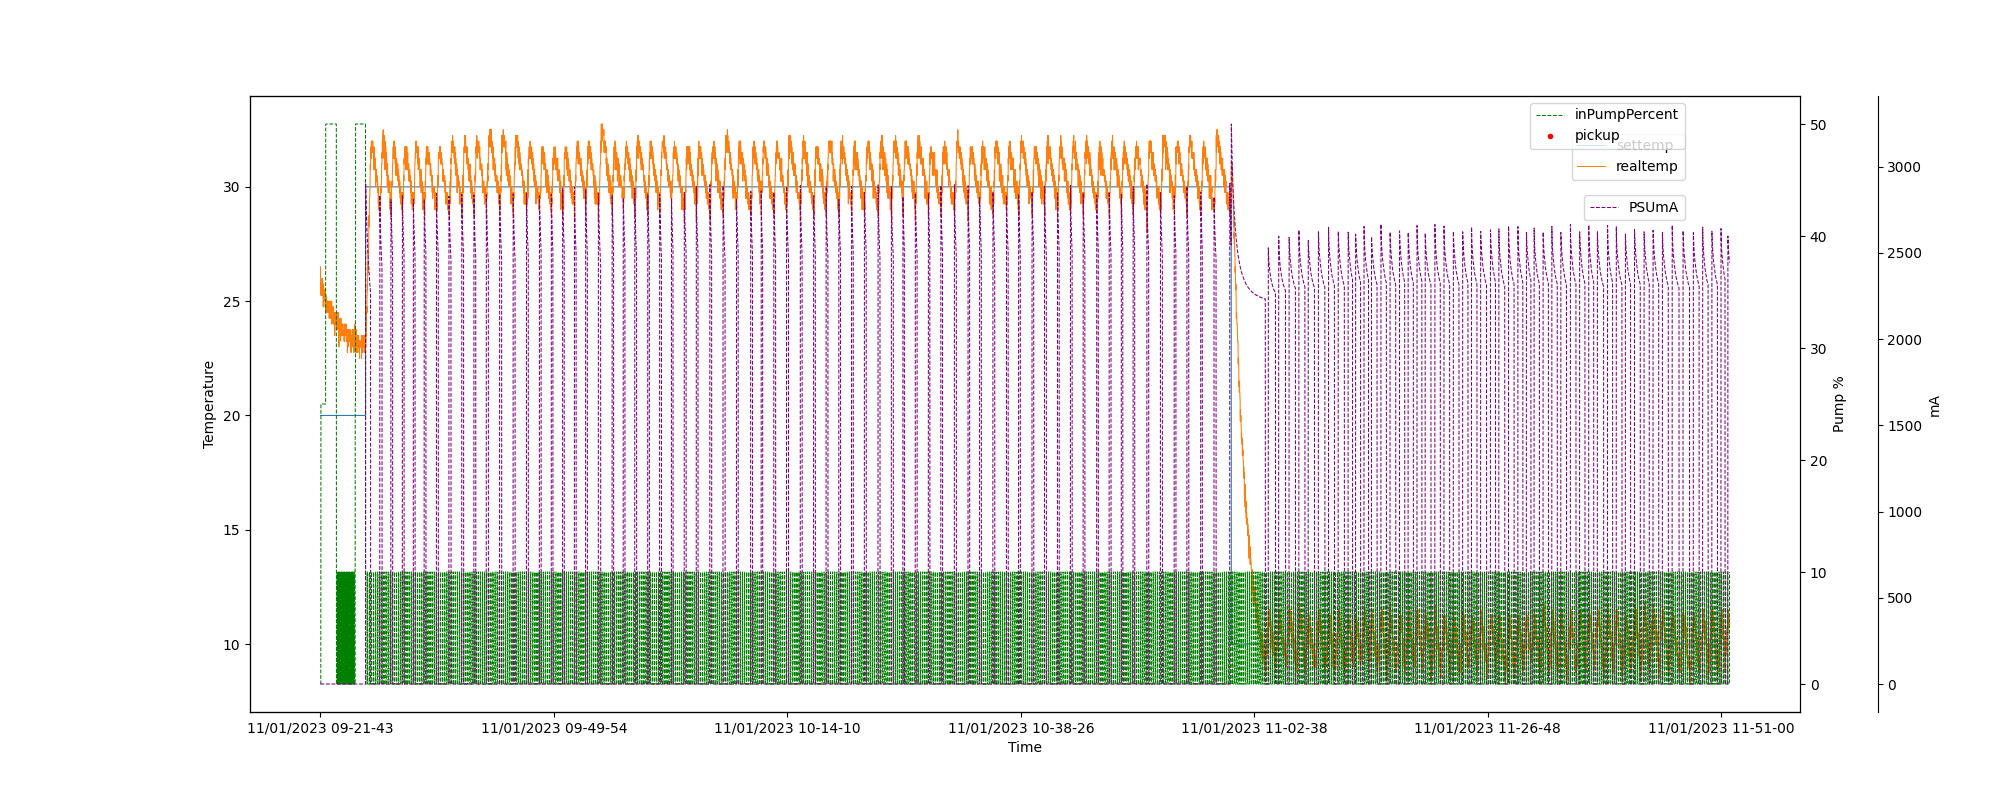 inPumpPercent
pickup
settemp
realtemp
PSUmA
Temperature
30
25
20
15
10
50
40
30
20
10
0
Pump %
3000
2500
2000
1500
1000
500
0
mA
11/01/2023 09-21-43
11/01/2023 09-49-54
11/01/2023 10-14-10
11/01/2023 10-38-26
11/01/2023 11-02-38
11/01/2023 11-26-48
11/01/2023 11-51-00
Time